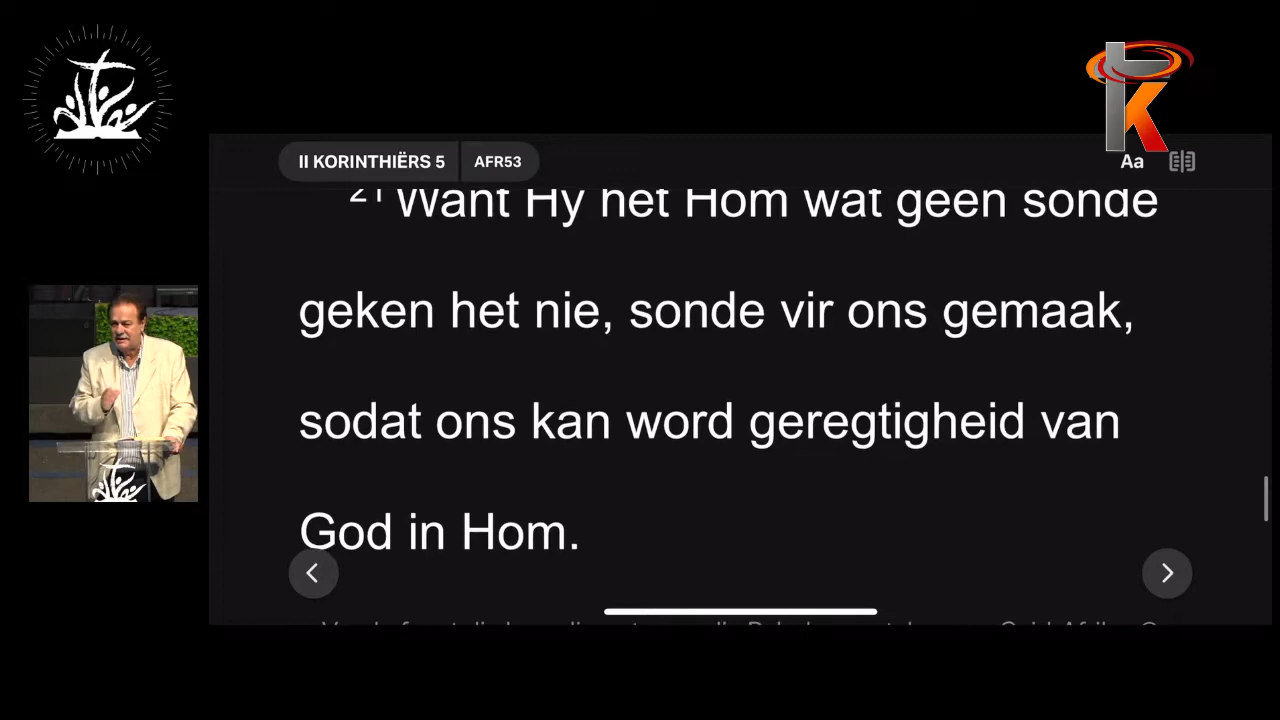 II KORINTHIËRS 5 AFR53
Aa
21 Want Hy het Hom wat geen sonde
geken het nie, sonde vir ons gemaak,
sodat ons kan word geregtigheid van
God in Hom.